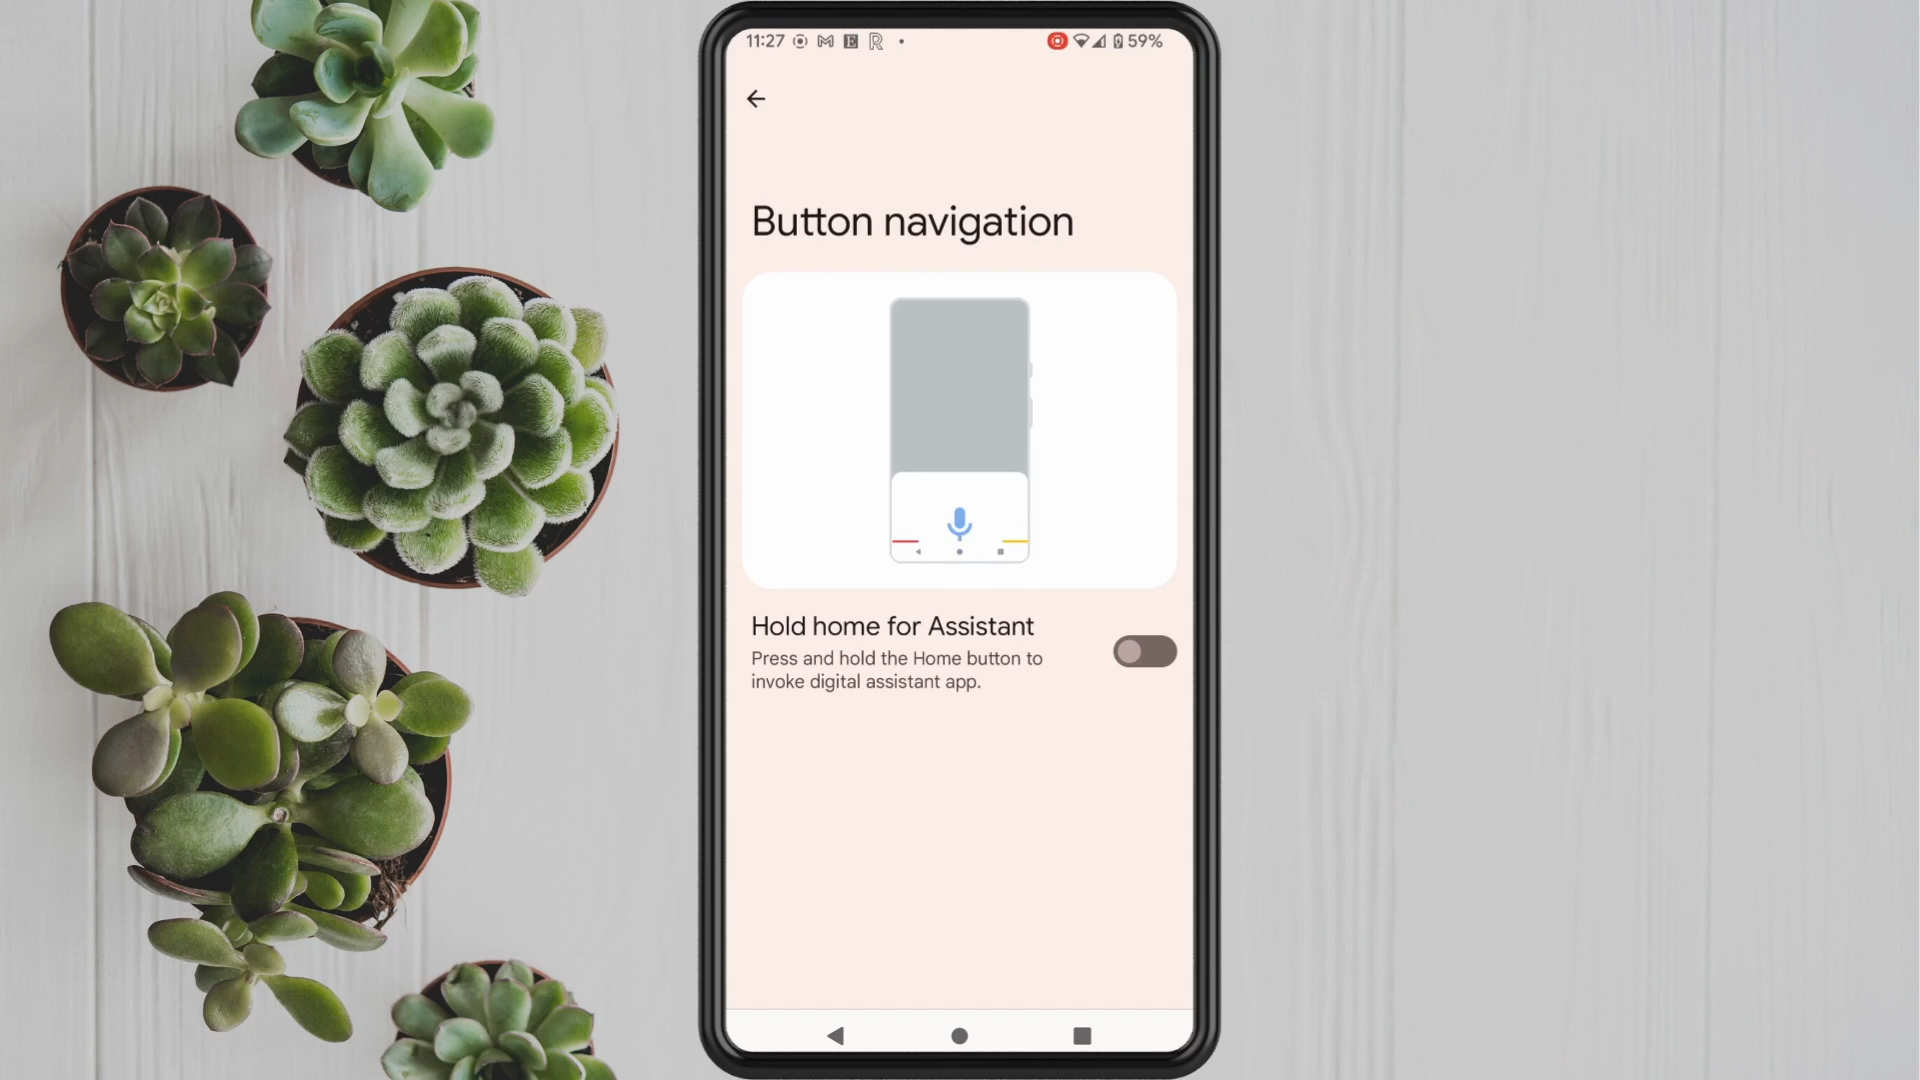 11:27
59%
Button navigation
Hold home for Assistant
Press and hold the Home button to
invoke digital assistant app.